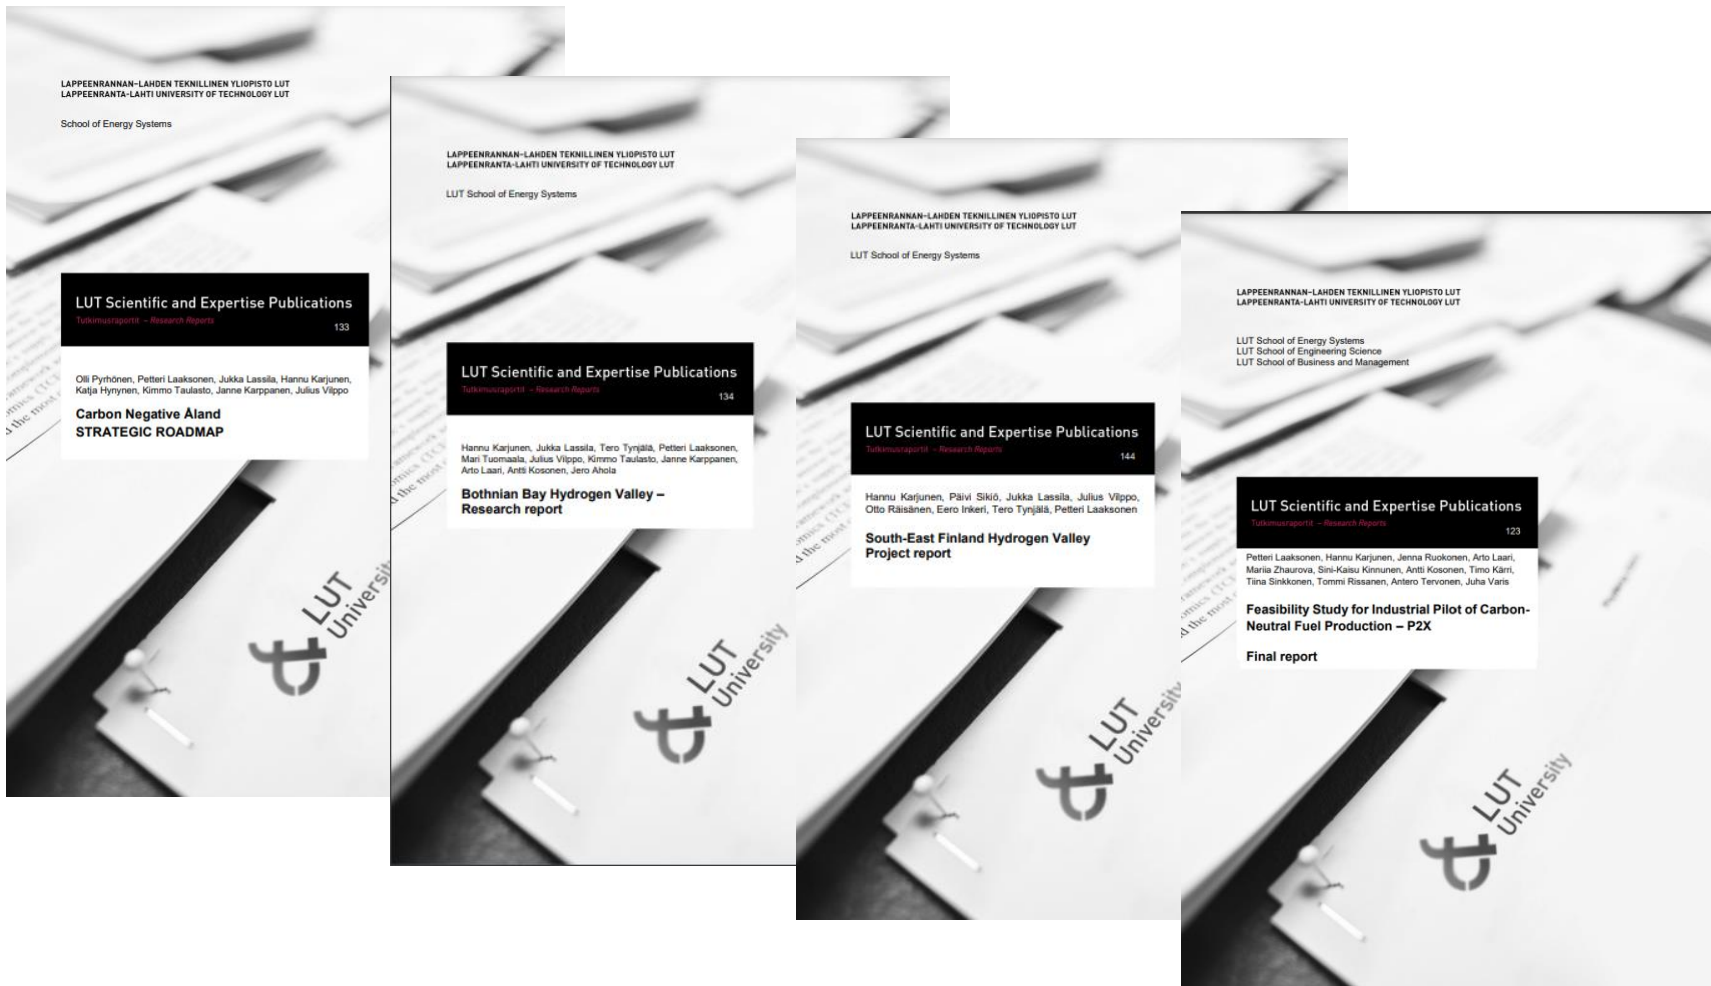 LAPPEENRANNAN–LAHDEN TEKNILLINEN YLIOPISTO LUT
LAPPEENRANTA-LAHTI UNIVERSITY OF TECHNOLOGY LUT
School of Energy Systems
LUT Scientific and Expertise Publications
Tutkimusraportit – Research Reports
133
Olli Pyrhönen, Petteri Laaksonen, Jukka Lassila, Hannu Karjunen,
Katja Hynynen, Kimmo Taulasto, Janne Karppanen, Julius Vilppo
Carbon Negative Åland
STRATEGIC ROADMAP
LUT
University
LAPPEENRANNAN–LAHDEN TEKNILLINEN YLIOPISTO LUT
LAPPEENRANTA-LAHTI UNIVERSITY OF TECHNOLOGY LUT
LUT School of Energy Systems
LUT Scientific and Expertise Publications
Tutkimusraportit – Research Reports
134
Hannu Karjunen, Jukka Lassila, Tero Tynjälä, Petteri Laaksonen,
Mari Tuomaala, Julius Vilppo, Kimmo Taulasto, Janne Karppanen,
Arto Laari, Antti Kosonen, Jero Ahola
Bothnian Bay Hydrogen Valley –
Research report
LUT
University
LAPPEENRANNAN–LAHDEN TEKNILLINEN YLIOPISTO LUT
LAPPEENRANTA-LAHTI UNIVERSITY OF TECHNOLOGY LUT
LUT School of Energy Systems
LUT Scientific and Expertise Publications
Tutkimusraportit – Research Reports
144
Hannu Karjunen, Päivi Sikiö, Jukka Lassila, Julius Vilppo,
Otto Räisänen, Eero Inkeri, Tero Tynjälä, Petteri Laaksonen
South-East Finland Hydrogen Valley
Project report
LUT
University
LAPPEENRANNAN–LAHDEN TEKNILLINEN YLIOPISTO LUT
LAPPEENRANTA-LAHTI UNIVERSITY OF TECHNOLOGY LUT
LUT School of Energy Systems
LUT School of Engineering Science
LUT School of Business and Management
LUT Scientific and Expertise Publications
Tutkimusraportit – Research Reports
123
Petteri Laaksonen, Hannu Karjunen, Jenna Ruokonen, Arto Laari,
Mariia Zhaurova, Sini-Kaisu Kinnunen, Antti Kosonen, Timo Kärri,
Tiina Sinkkonen, Tommi Rissanen, Antero Tervonen, Juha Varis
Feasibility Study for Industrial Pilot of Carbon-
Neutral Fuel Production – P2X
Final report
LUT
University